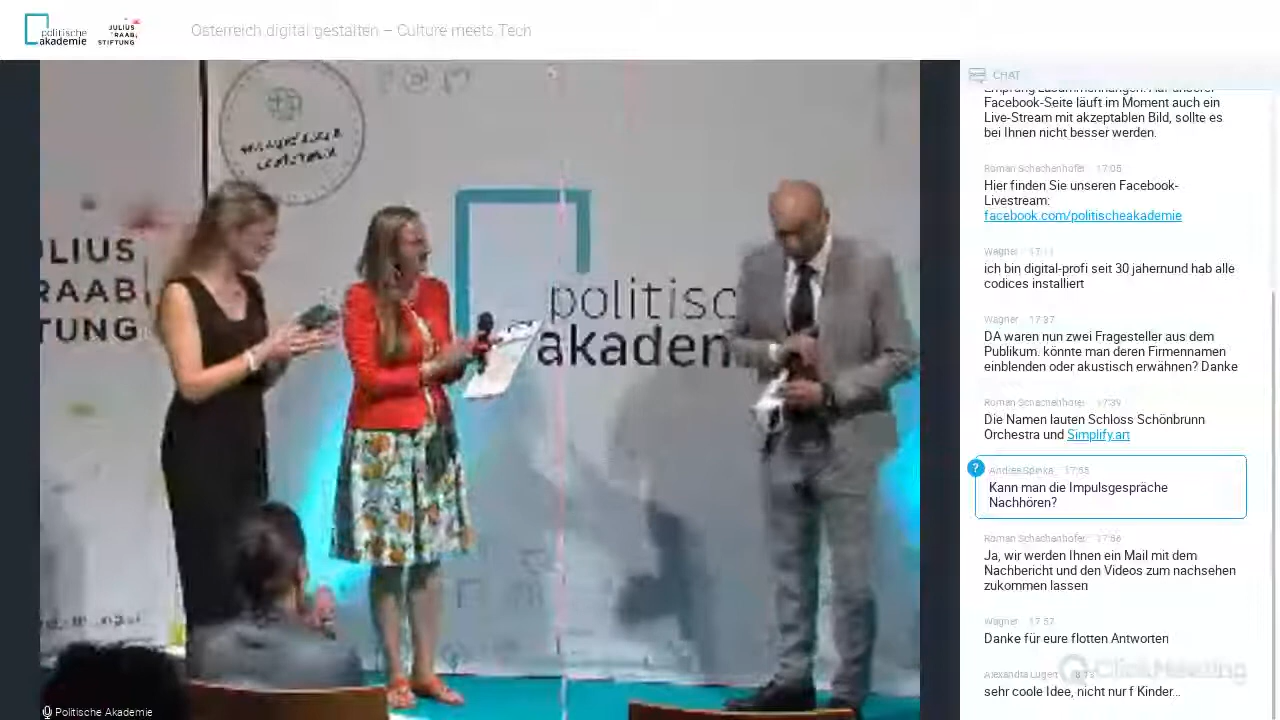 politische
akademie
JULIUS
RAAB
STIFTUNG
Österreich digital gestalten – Culture meets Tech
ULIUS
RAAB
TUNG
politisc
akadem
Politische Akademie
CHAT
Facebook-Seite läuft im Moment auch ein
Live-Stream mit akzeptablen Bild, sollte es
bei Ihnen nicht besser werden.
Roman Schachenhofer 17:05
Hier finden Sie unseren Facebook-
Livestream:
facebook.com/politischeakademie
Wagner 17:11
ich bin digital-profi seit 30 jahernund hab alle
codices installiert
Wagner 17:37
DA waren nun zwei Fragesteller aus dem
Publikum. könnte man deren Firmennamen
einblenden oder akustisch erwähnen? Danke
Roman Schachenhofer 17:39
Die Namen lauten Schloss Schönbrunn
Orchestra und Simplify.art
?
Kann man die Impulsgespräche
Nachhören?
Roman Schachenhofer 17:56
Ja, wir werden Ihnen ein Mail mit dem
Nachbericht und den Videos zum nachsehen
zukommen lassen
Wagner 17:57
Danke für eure flotten Antworten
Alexandra
sehr coole Idee, nicht nur f Kinder...
ClickMeeting